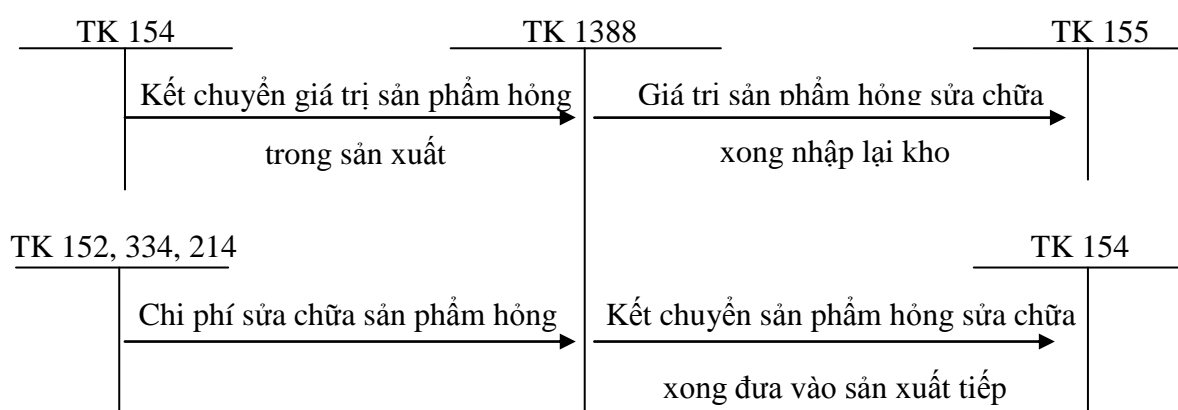 TK 154 TK 1388 TK 155
Kết chuyển giá trị sản phẩm hỏng Giá trị sản phẩm hỏng sửa chữa
trong sản xuất xong nhập lại kho
TK 152, 334, 214 TK 154
Chi phí sửa chữa sản phẩm hỏng Kết chuyển sản phẩm hỏng sửa chữa
xong đưa vào sản xuất tiếp